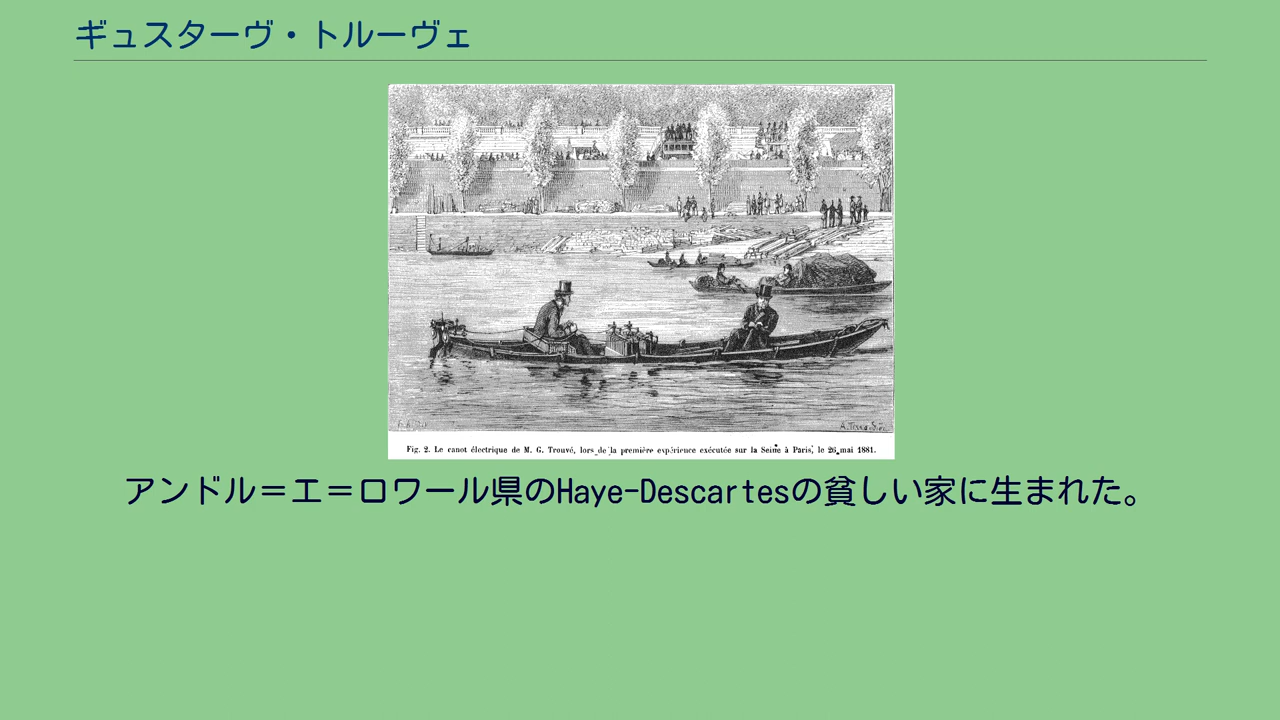 ギュスターヴ・トルーヴェ
A. Tissa
Fig. 2. Le canot électrique de M. G. Trouvé, lors de la première expérience exécutée sur la Seine à Paris, le 26 mai 1881.
アンドル＝エ＝ロワール県のHaye-Descartesの貧しい家に生まれた。